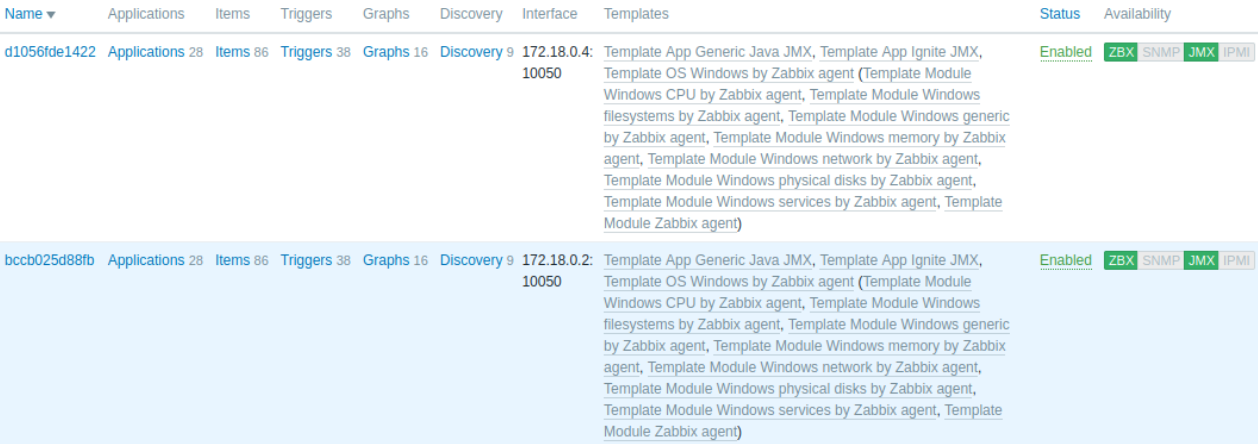 Name ▼ Applications Items Triggers Graphs Discovery Interface Templates Status Availability
d1056fde1422 Applications 28 Items 86 Triggers 38 Graphs 16 Discovery 9 172.18.0.4: Template App Generic Java JMX, Template App Ignite JMX, Enabled ZBX SNMP JMX IPMI
10050 Template OS Windows by Zabbix agent (Template Module
Windows CPU by Zabbix agent, Template Module Windows
filesystems by Zabbix agent, Template Module Windows generic
by Zabbix agent, Template Module Windows memory by Zabbix
agent, Template Module Windows network by Zabbix agent,
Template Module Windows physical disks by Zabbix agent,
Template Module Windows services by Zabbix agent, Template
Module Zabbix agent)
bccb025d88fb Applications 28 Items 86 Triggers 38 Graphs 16 Discovery 9 172.18.0.2: Template App Generic Java JMX, Template App Ignite JMX, Enabled ZBX SNMP JMX IPMI
10050 Template OS Windows by Zabbix agent (Template Module
Windows CPU by Zabbix agent, Template Module Windows
filesystems by Zabbix agent, Template Module Windows generic
by Zabbix agent, Template Module Windows memory by Zabbix
agent, Template Module Windows network by Zabbix agent,
Template Module Windows physical disks by Zabbix agent,
Template Module Windows services by Zabbix agent, Template
Module Zabbix agent)